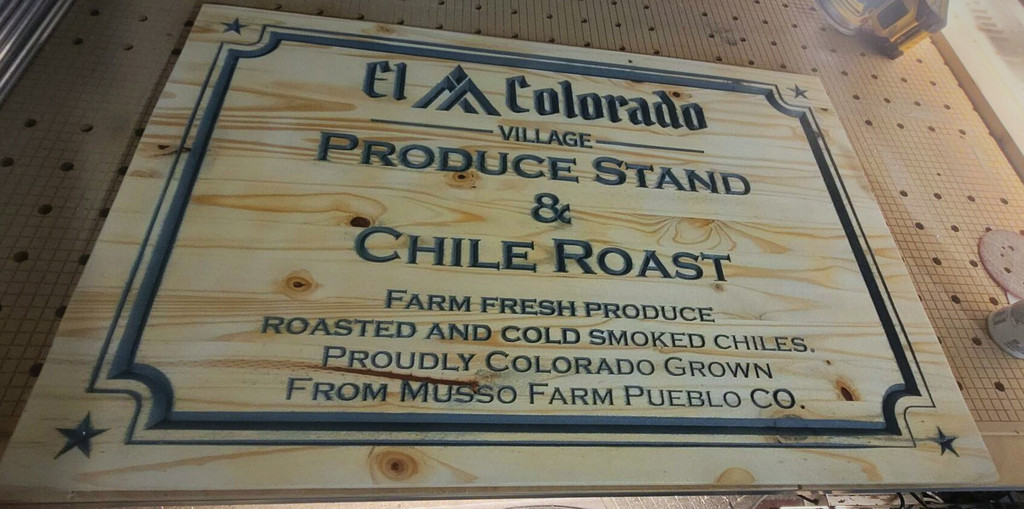 El Colorado
VILLAGE
PRODUCE STAND
&
CHILE ROAST
FARM FRESH PRODUCE
ROASTED AND COLD SMOKED CHILES.
PROUDLY COLORADO GROWN
FROM MUSSO FARM PUEBLO CO.